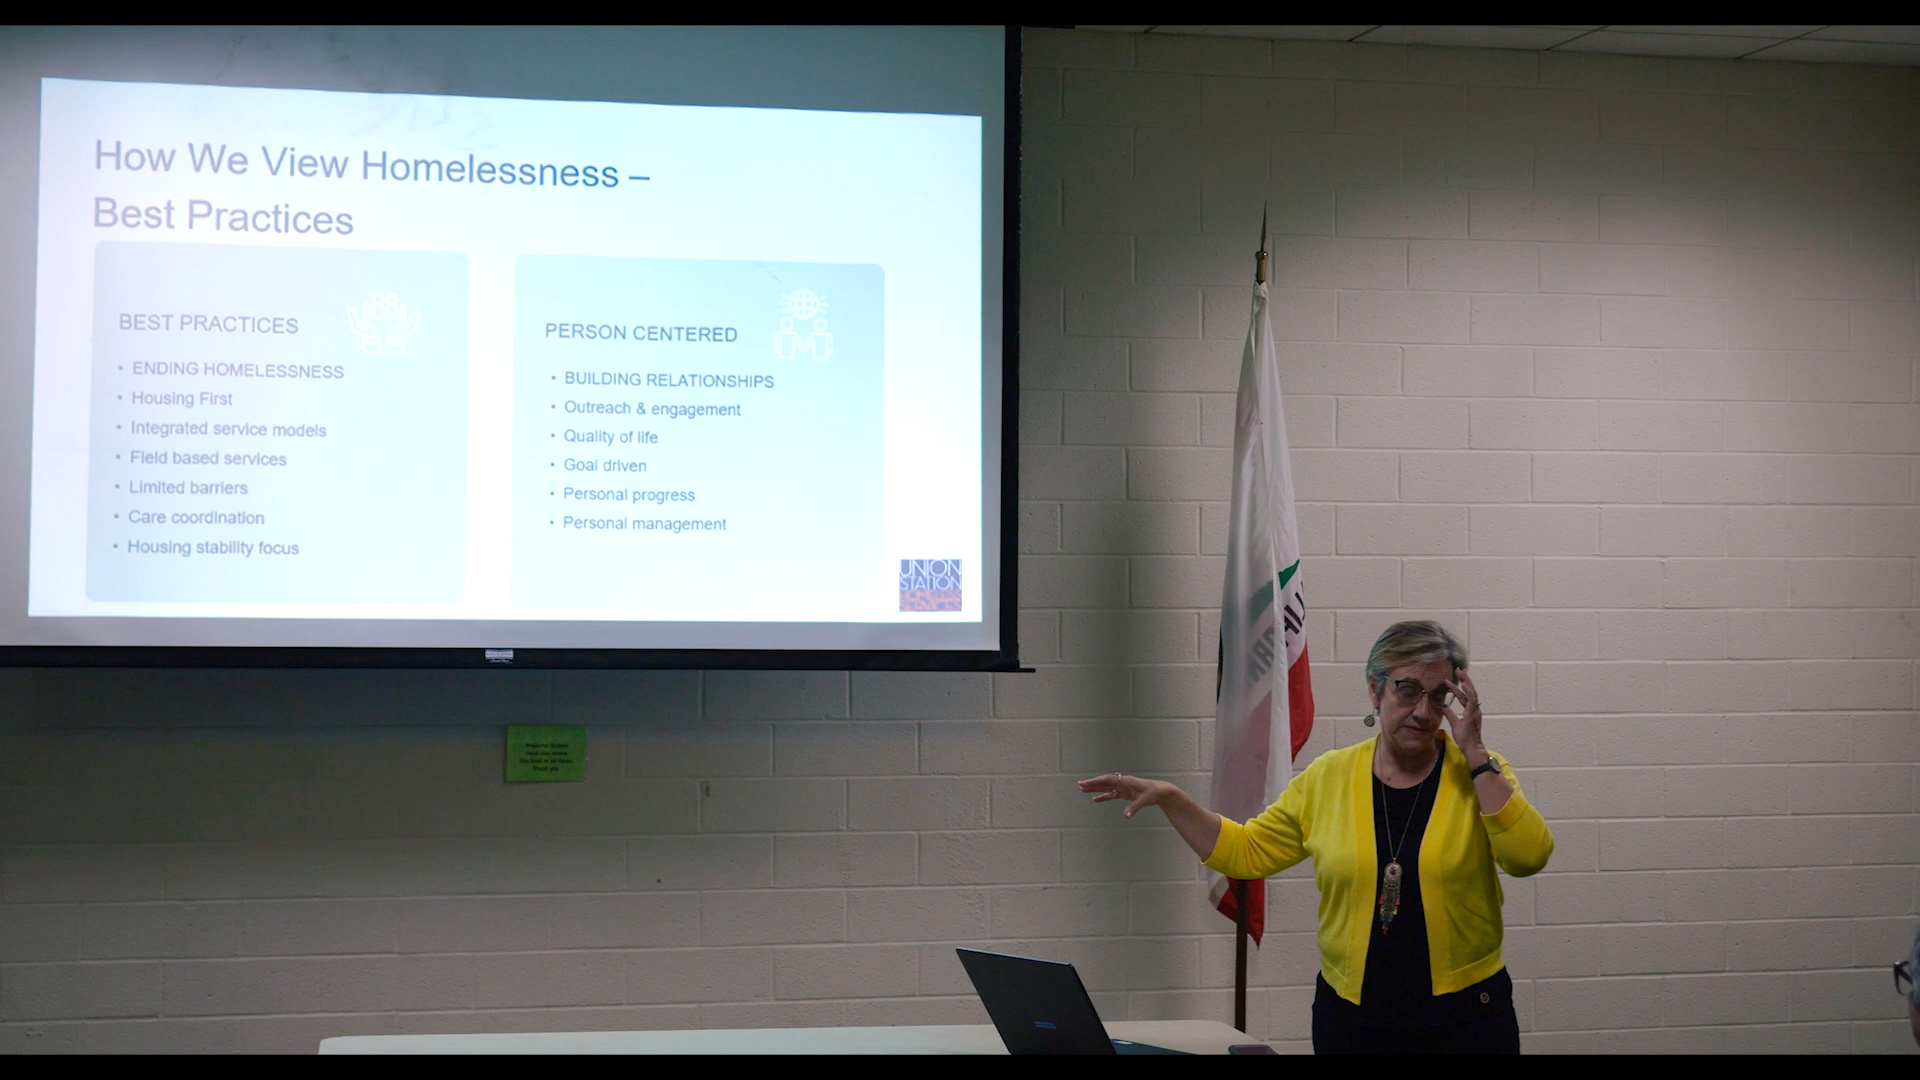 How We View Homelessness –
Best Practices
BEST PRACTICES
• ENDING HOMELESSNESS
• Housing First
• Integrated service models
• Field based services
• Limited barriers
• Care coordination
• Housing stability focus
PERSON CENTERED
• BUILDING RELATIONSHIPS
• Outreach & engagement
• Quality of life
• Goal driven
• Personal progress
• Personal management
UNION
STATION
Thank you